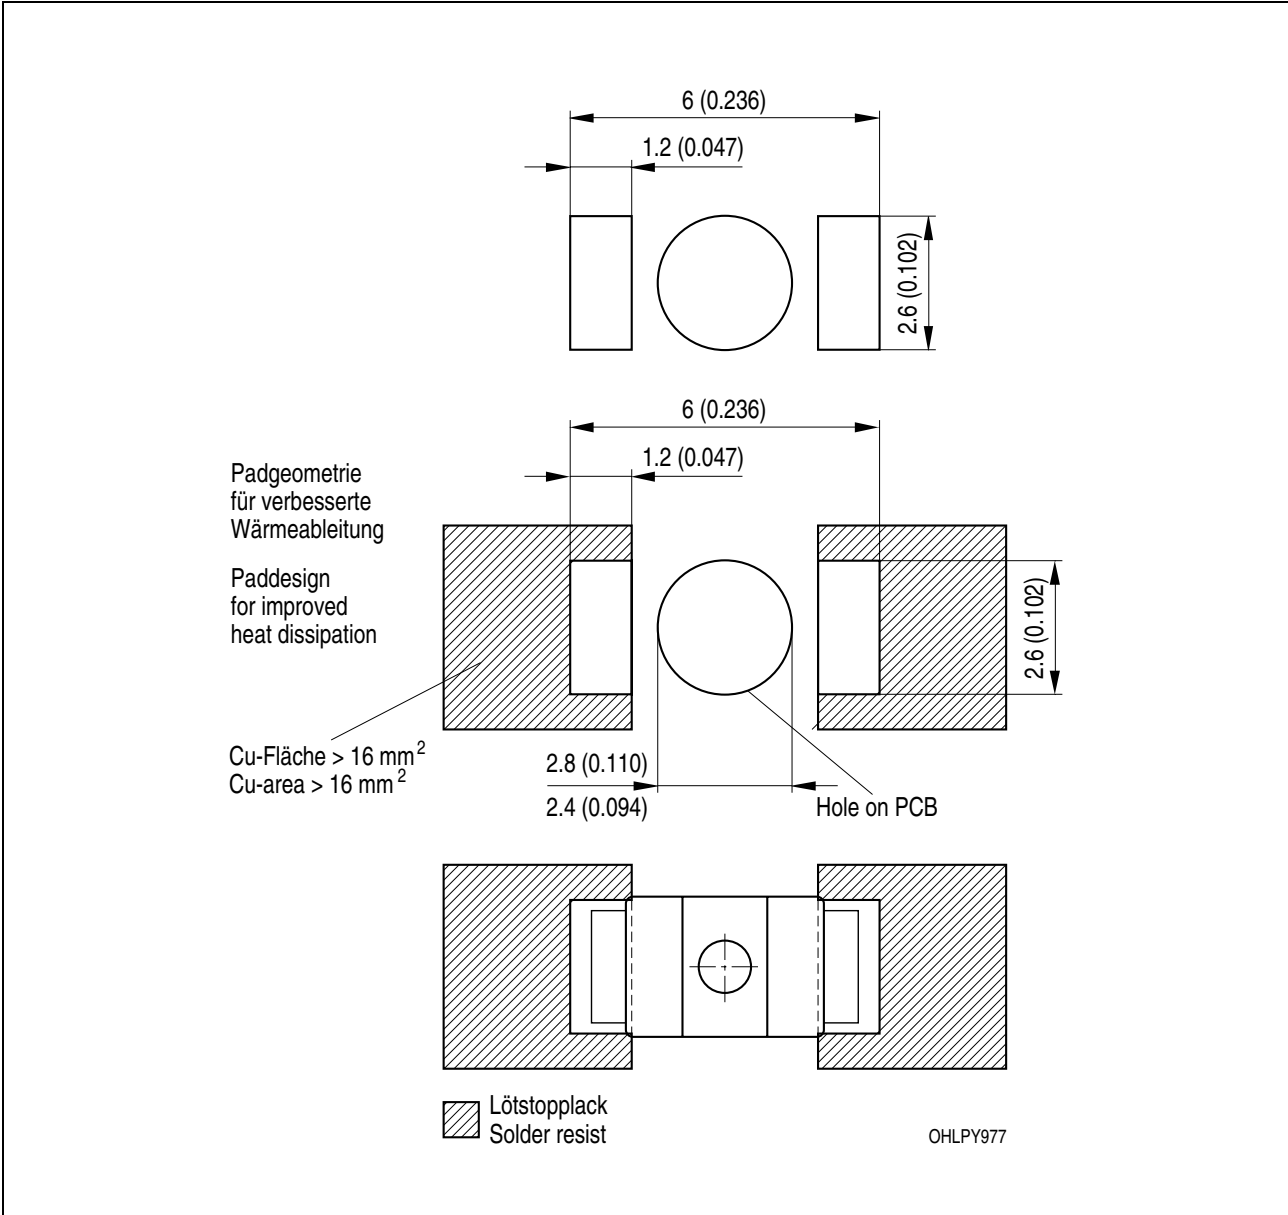 6 (0.236)
1.2 (0.047)
2.6 (0.102)
6 (0.236)
1.2 (0.047)
Padgeometrie
für verbesserte
Wärmeableitung
Paddesign
for improved
heat dissipation
2.6 (0.102)
Cu-Fläche > 16 mm²
Cu-area > 16 mm²
2.8 (0.110)
2.4 (0.094)
Hole on PCB
Lötstopplack
Solder resist
OHLPY977